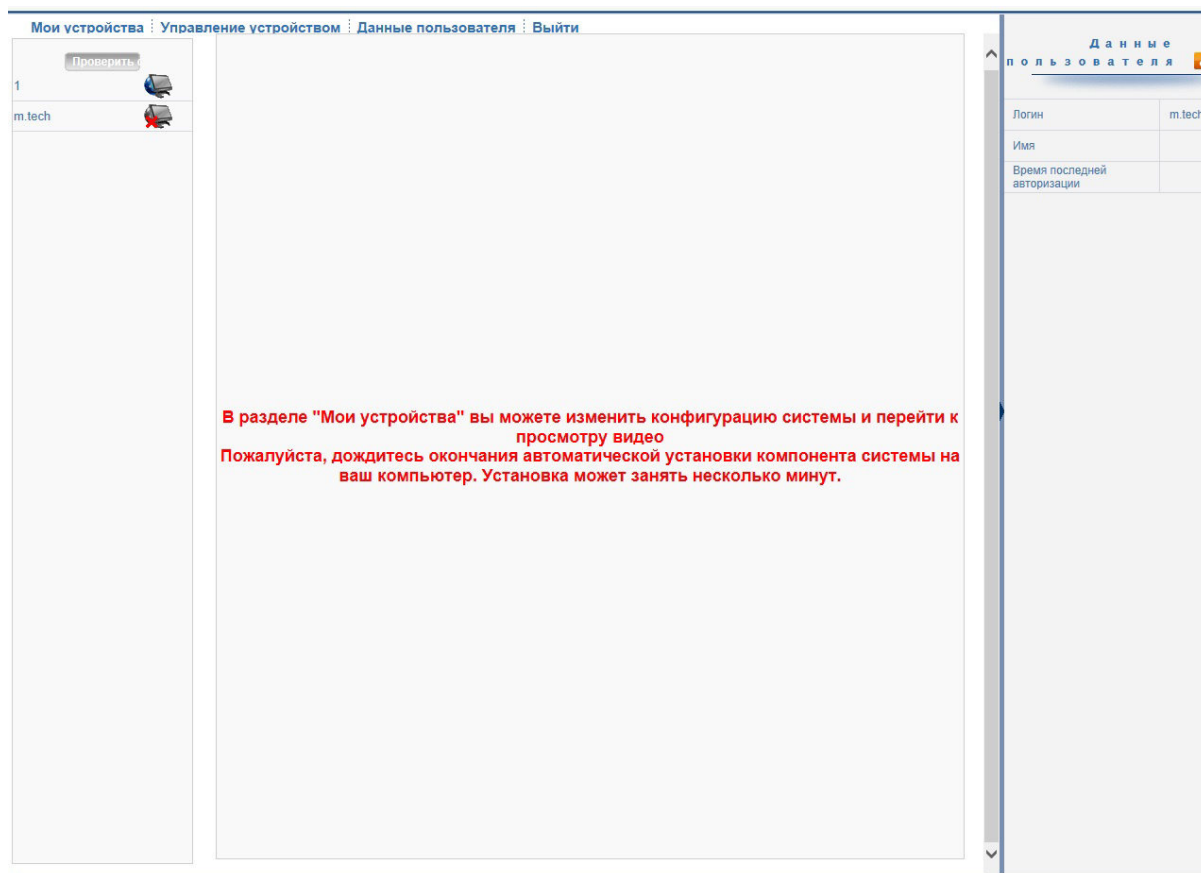 Мои устройства Управление устройством Данные пользователя Выйти
Проверить
1
m.tech
В разделе "Мои устройства" вы можете изменить конфигурацию системы и перейти к
просмотру видео
Пожалуйста, дождитесь окончания автоматической установки компонента системы на
ваш компьютер. Установка может занять несколько минут.
Данные
пользователя
Логин m.tech
Имя
Время последней
авторизации